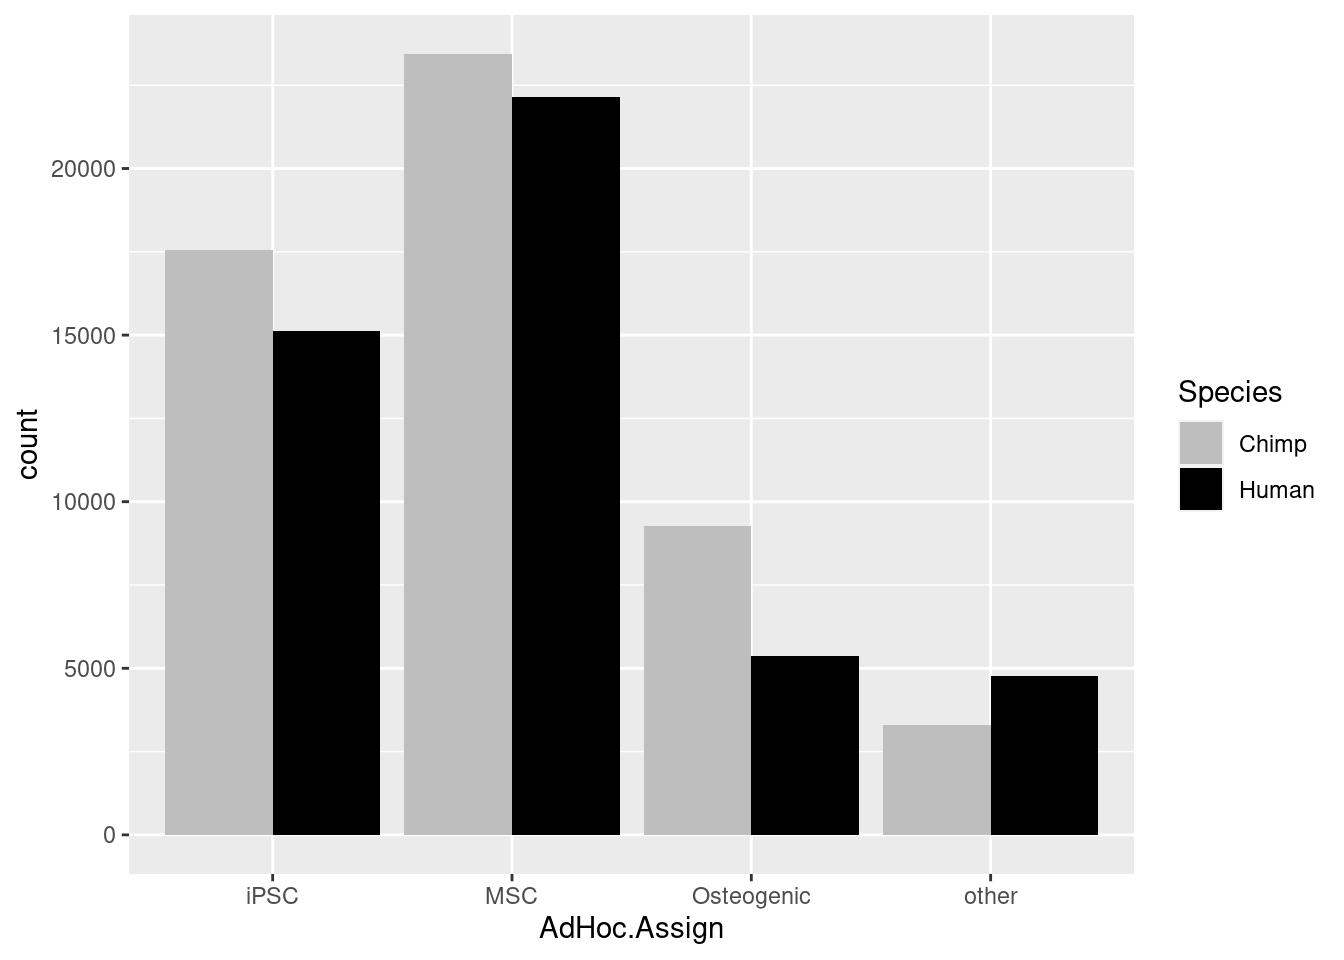 20000
15000
10000
5000
0
count
iPSC MSC Osteogenic other
AdHoc.Assign
Species
Chimp
Human